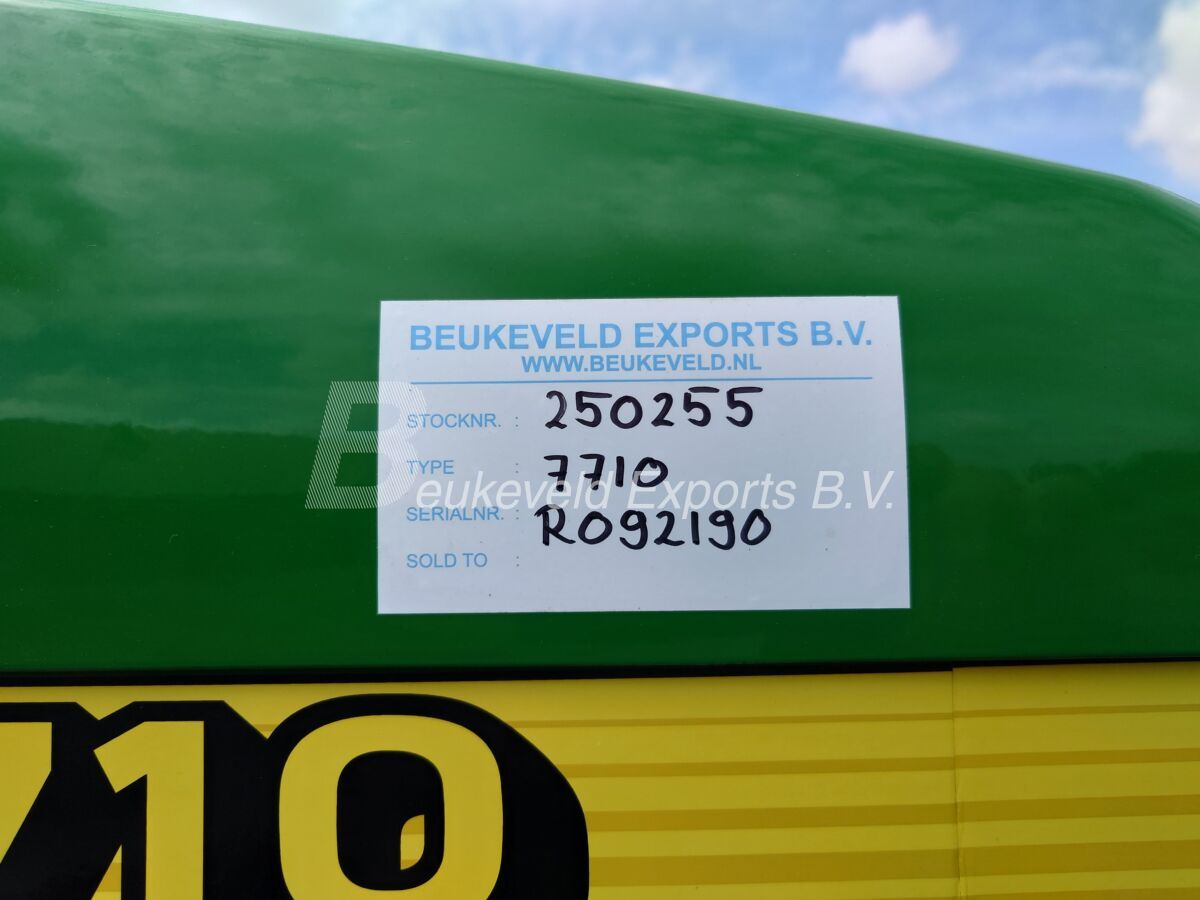 BEUKEVELD EXPORTS B.V.
WWW.BEUKEVELD.NL
STOCKNR. : 250255
TYPE : 7710
Beukeveld Exports B.V.
SERIALNR. : R092190
SOLD TO :
710